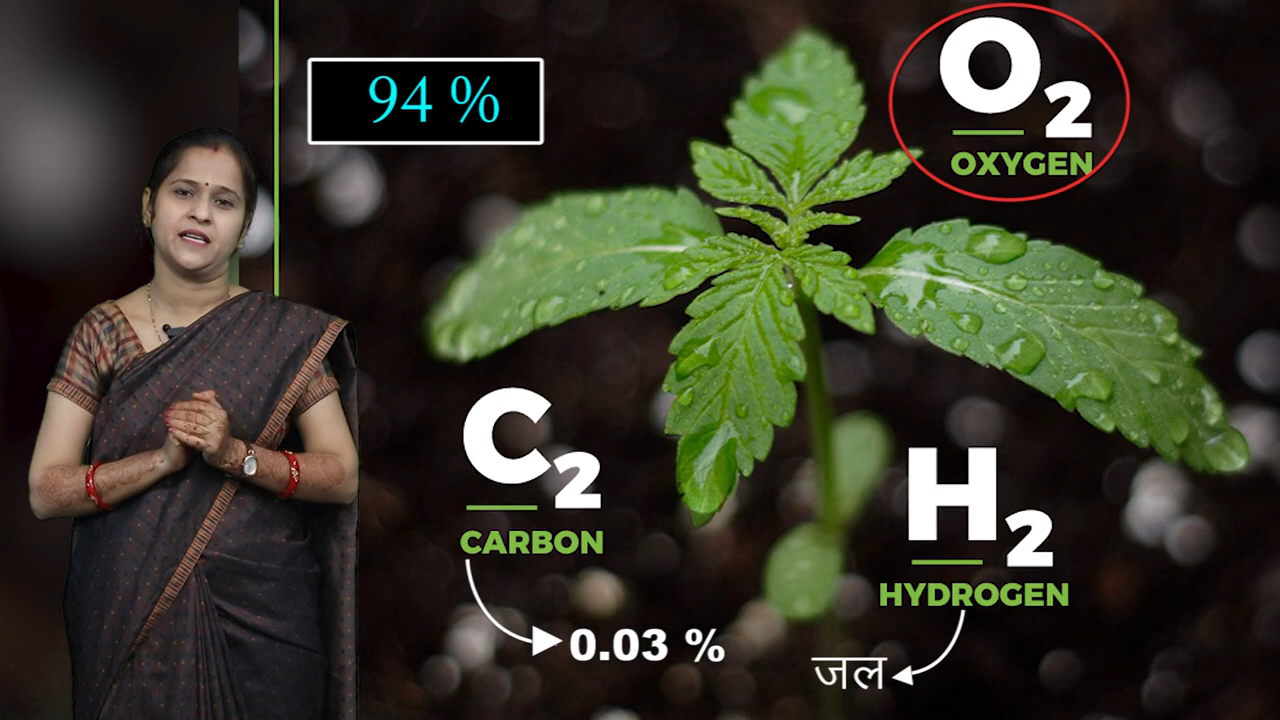 94 %
O2
OXYGEN
C2
CARBON
H2
HYDROGEN
0.03 %
जल